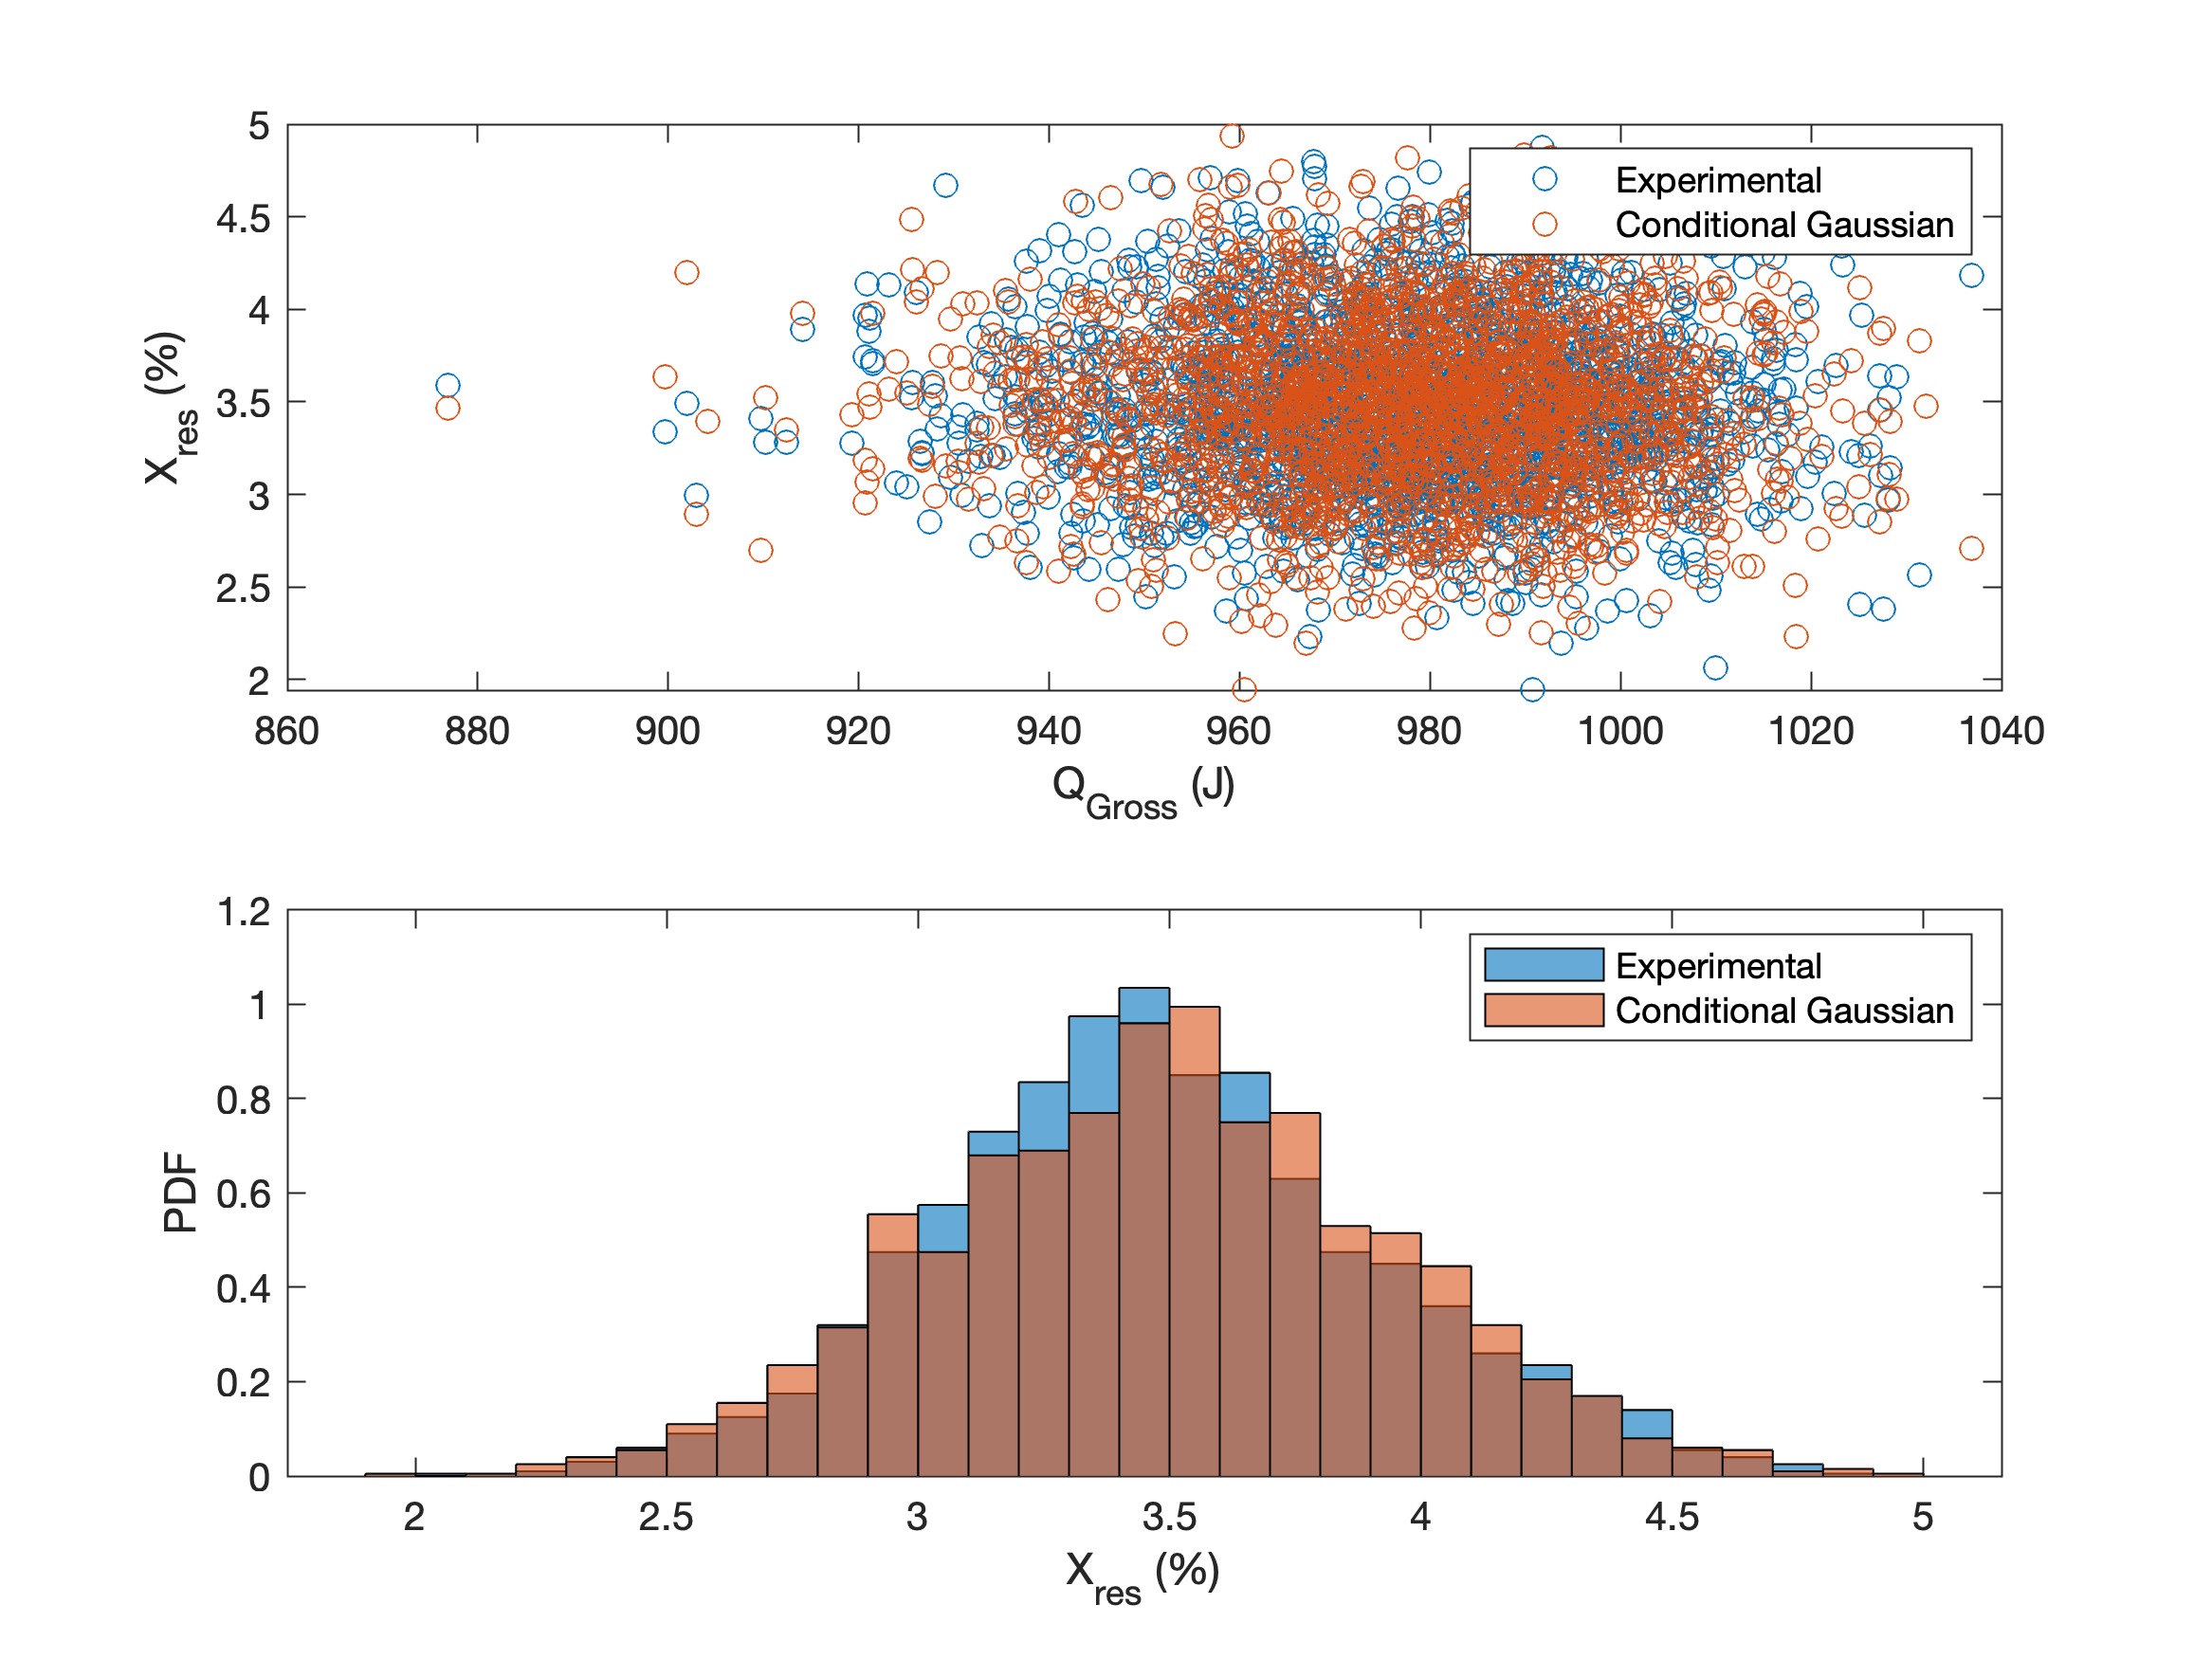 5
4.5
4
3.5
3
2.5
2
X_res (%)
Experimental
Conditional Gaussian
860 880 900 920 940 960 980 1000 1020 1040
Q_Gross (J)
1.2
1
0.8
0.6
0.4
0.2
0
PDF
Experimental
Conditional Gaussian
2 2.5 3 3.5 4 4.5 5
X_res (%)